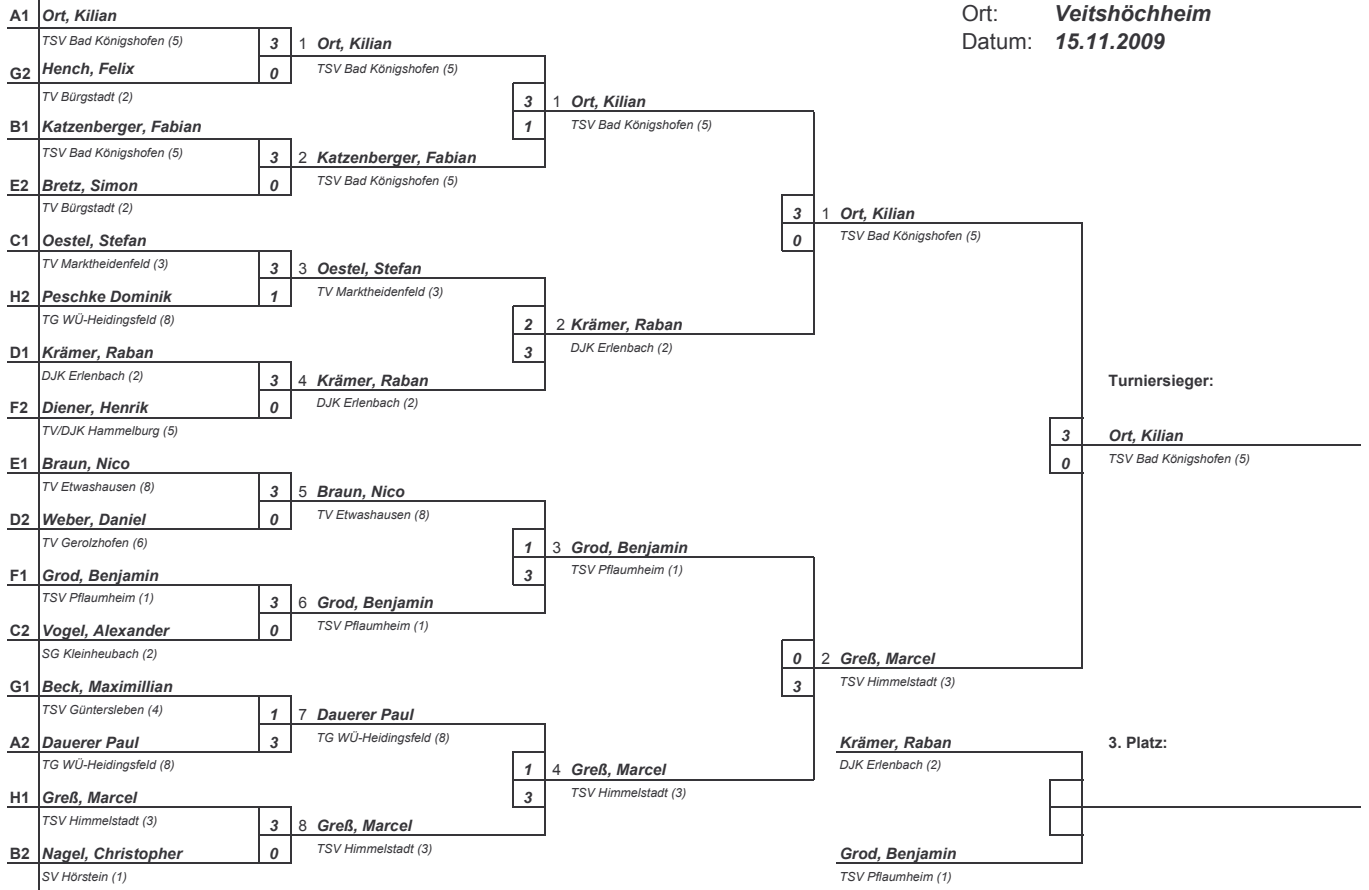 Ort: Veitshöchheim
Datum: 15.11.2009
A1 Ort, Kilian
TSV Bad Königshofen (5) 3
G2 Hench, Felix 0
TV Bürgstadt (2)
B1 Katzenberger, Fabian
TSV Bad Königshofen (5) 3
E2 Bretz, Simon 0
TV Bürgstadt (2)
C1 Oestel, Stefan
TV Marktheidenfeld (3) 3
H2 Peschke Dominik 1
TG WÜ-Heidingsfeld (8)
D1 Krämer, Raban
DJK Erlenbach (2) 3
F2 Diener, Henrik 0
TV/DJK Hammelburg (5)
E1 Braun, Nico
TV Etwashausen (8) 3
D2 Weber, Daniel 0
TV Gerolzhofen (6)
F1 Grod, Benjamin
TSV Pflaumheim (1) 3
C2 Vogel, Alexander 0
SG Kleinheubach (2)
G1 Beck, Maximillian
TSV Güntersleben (4) 1
A2 Dauerer Paul 3
TG WÜ-Heidingsfeld (8)
H1 Greß, Marcel
TSV Himmelstadt (3) 3
B2 Nagel, Christopher 0
SV Hörstein (1)
1 Ort, Kilian
TSV Bad Königshofen (5)
3
1
2 Katzenberger, Fabian
TSV Bad Königshofen (5)
3 Oestel, Stefan
TV Marktheidenfeld (3)
2
3
4 Krämer, Raban
DJK Erlenbach (2)
5 Braun, Nico
TV Etwashausen (8)
1
3
6 Grod, Benjamin
TSV Pflaumheim (1)
7 Dauerer Paul
TG WÜ-Heidingsfeld (8)
1
3
8 Greß, Marcel
TSV Himmelstadt (3)
1 Ort, Kilian
TSV Bad Königshofen (5)
3
0
2 Krämer, Raban
DJK Erlenbach (2)
3 Grod, Benjamin
TSV Pflaumheim (1)
0
3
4 Greß, Marcel
TSV Himmelstadt (3)
1 Ort, Kilian
TSV Bad Königshofen (5)
2 Greß, Marcel
TSV Himmelstadt (3)
Turniersieger:
3 Ort, Kilian
0 TSV Bad Königshofen (5)
Krämer, Raban
DJK Erlenbach (2)
3. Platz:
Grod, Benjamin
TSV Pflaumheim (1)